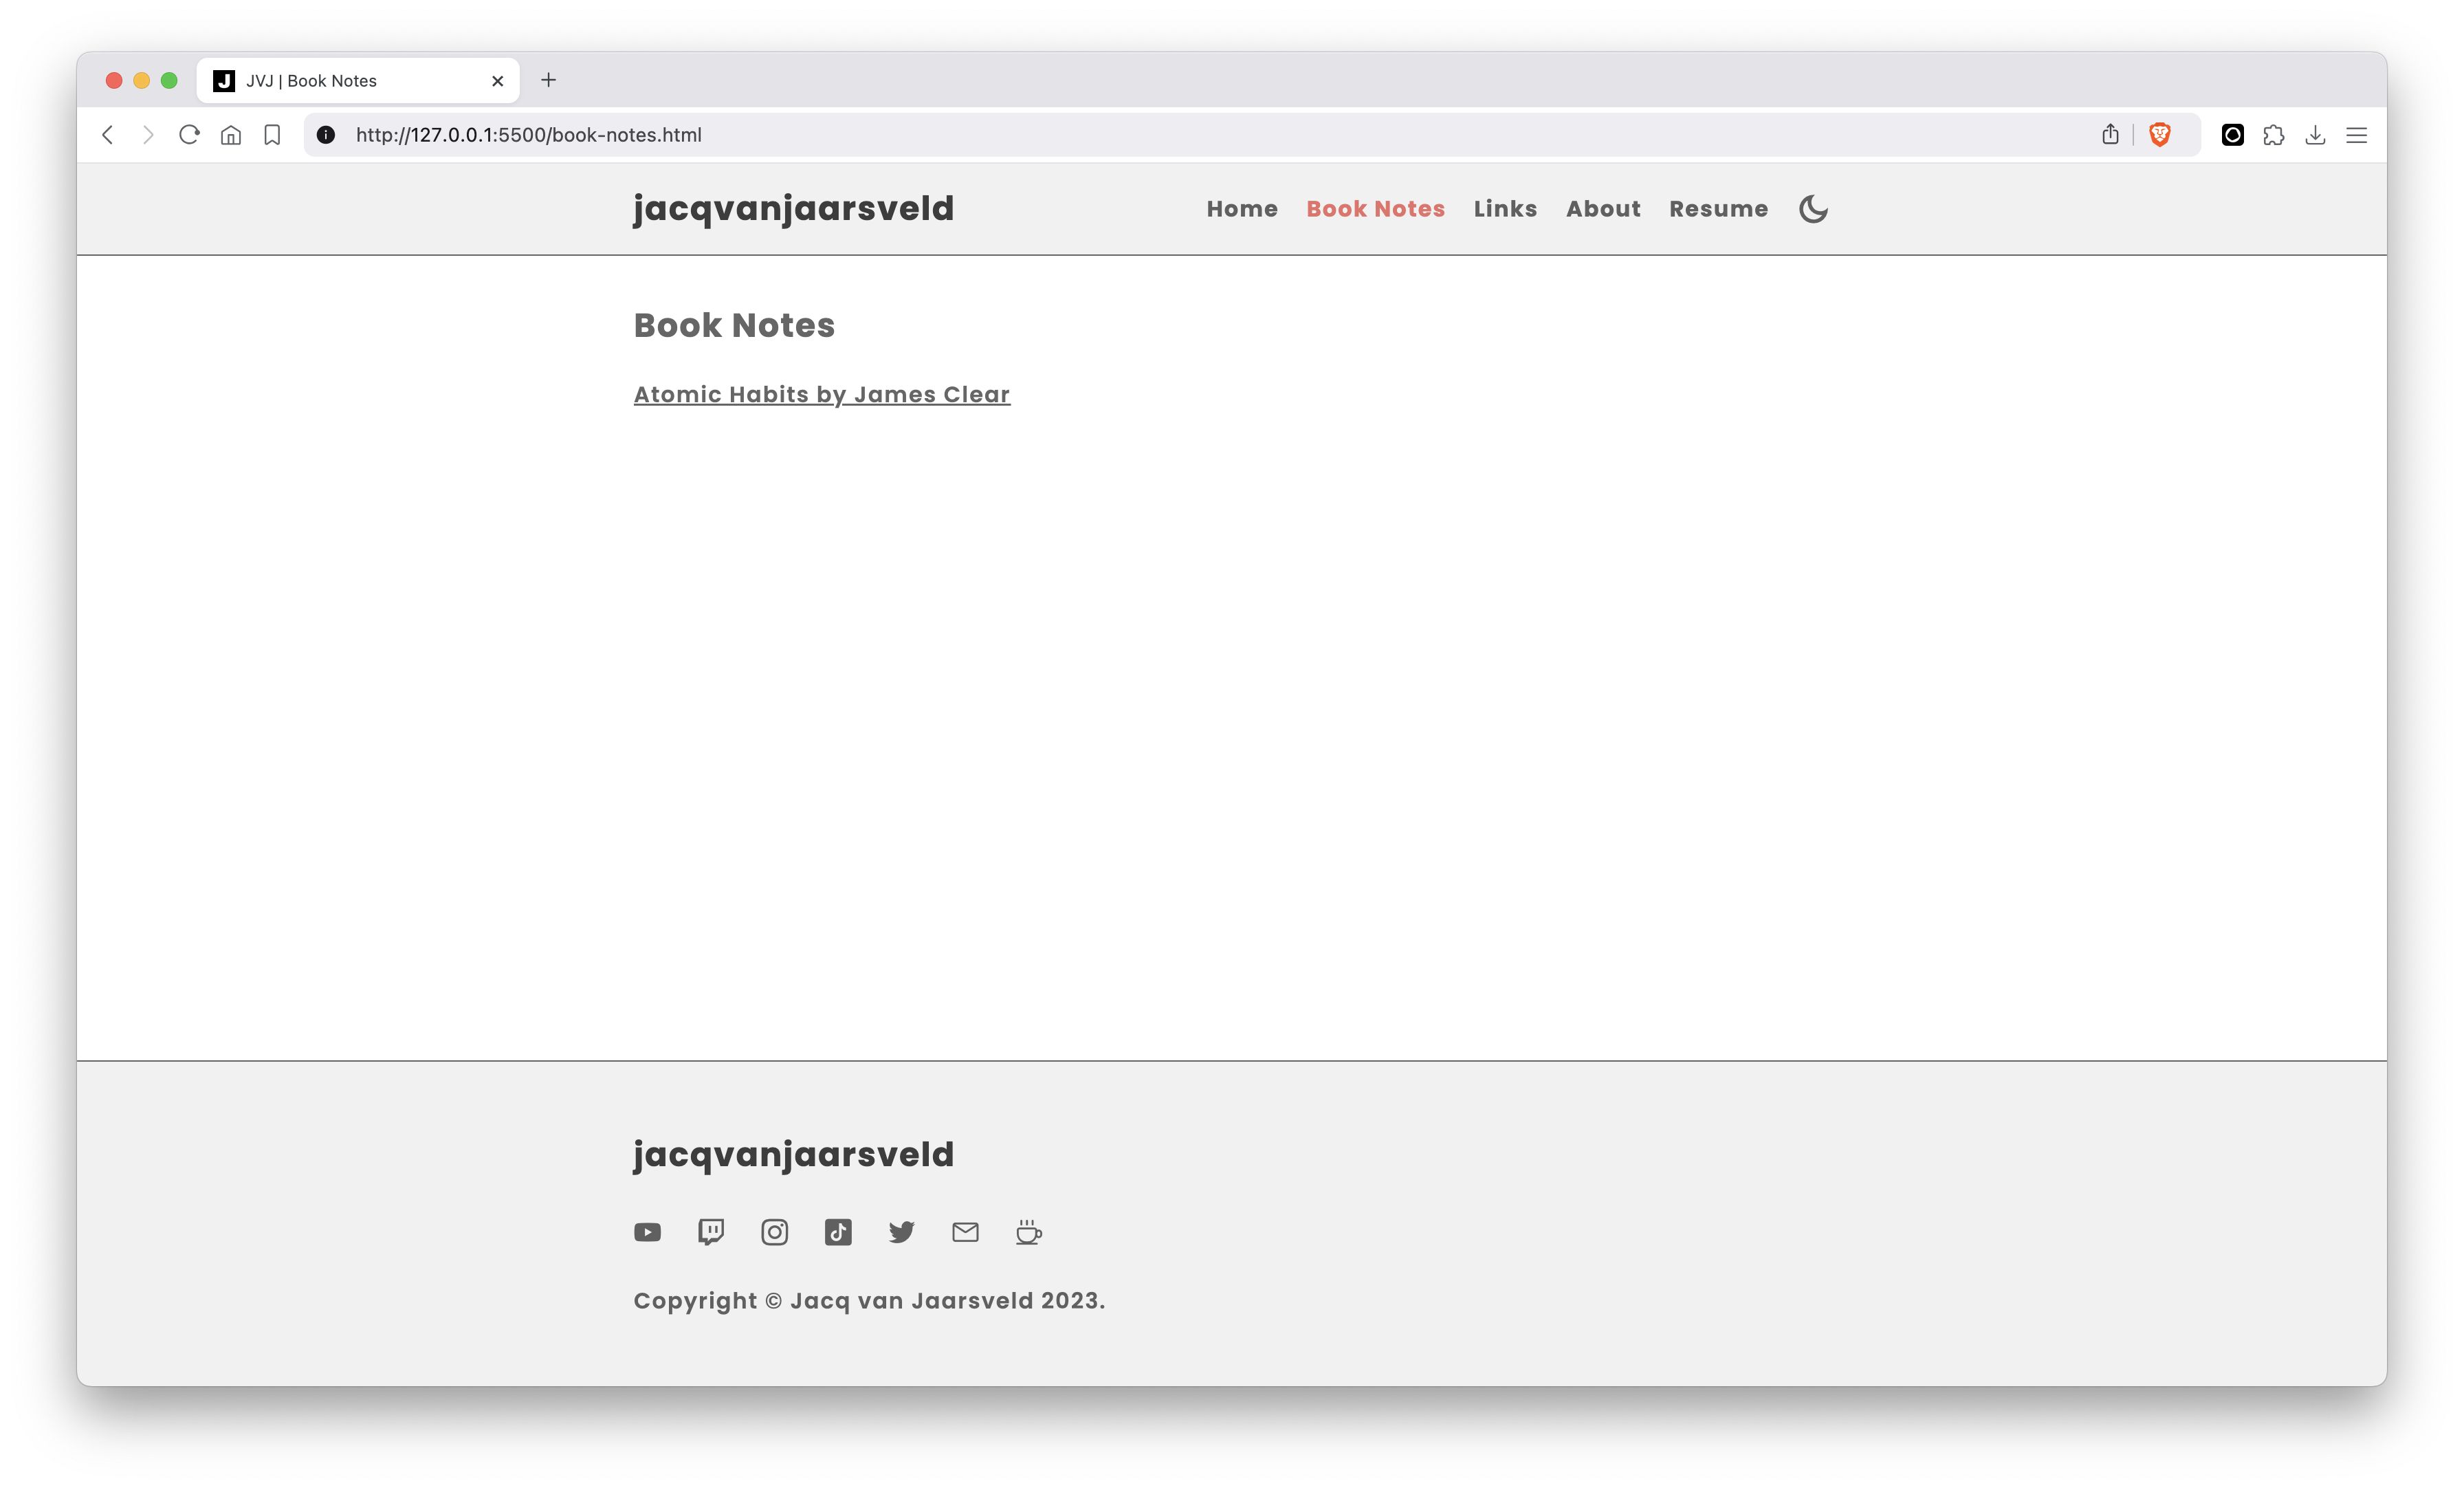 JVJ | Book Notes
http://127.0.0.1:5500/book-notes.html
jacqvanjaarsveld Home Book Notes Links About Resume
Book Notes
Atomic Habits by James Clear
jacqvanjaarsveld
Copyright © Jacq van Jaarsveld 2023.